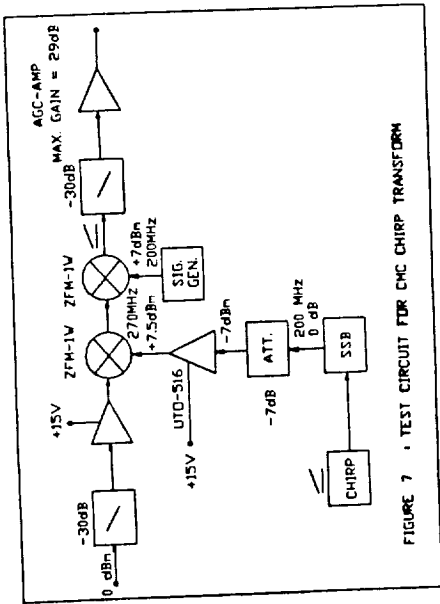 AGC-AMP
MAX. GAIN = 29dB
-30dB
ZFM-1W
ZFM-1W
+15V
-30dB
0 dBm
270MHz
+7.5dBm
+7dBm
200MHz
SIG.
GEN.
UTO-516
+15V
-7dBm
ATT.
-7dB
200 MHz
0 dB
SSB
CHIRP
FIGURE 7 : TEST CIRCUIT FOR CMC CHIRP TRANSFORM